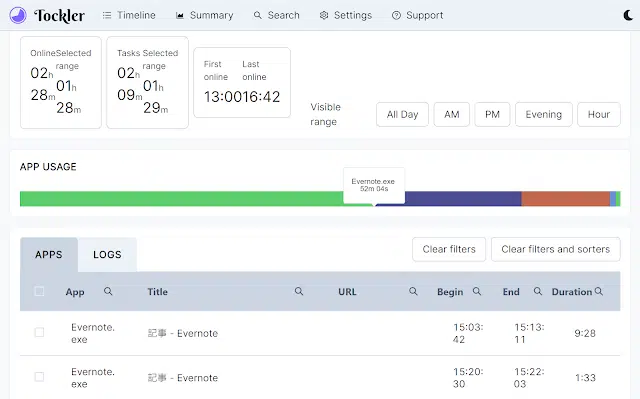 Tockler Timeline Summary Search Settings Support
Online Selected range Tasks Selected range First online Last online
02h 28m 01h 28m 02h 09m 01h 29m 13:00 16:42
Visible range All Day AM PM Evening Hour
APP USAGE
Evernote.exe
52m 04s
APPS LOGS Clear filters Clear filters and sorters
App Title URL Begin End Duration
Evernote.exe 記事 - Evernote 15:03:42 15:13:11 9:28
Evernote.exe 記事 - Evernote 15:20:30 15:22:03 1:33